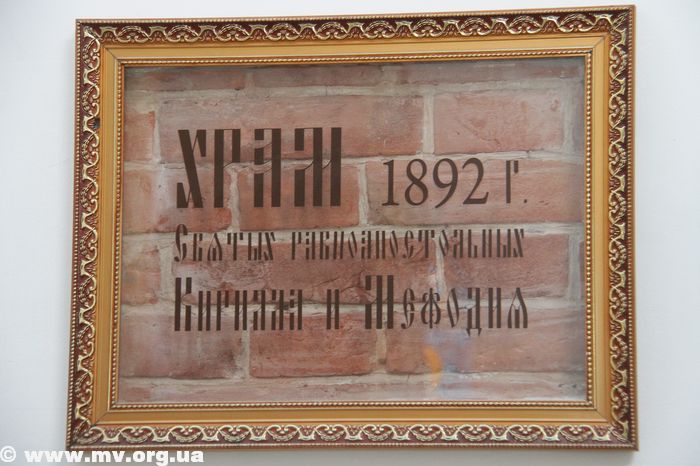 ХРАМ 1892 г.
Святых равноапостольных
Кирилла и Мефодия
© www.mv.org.ua